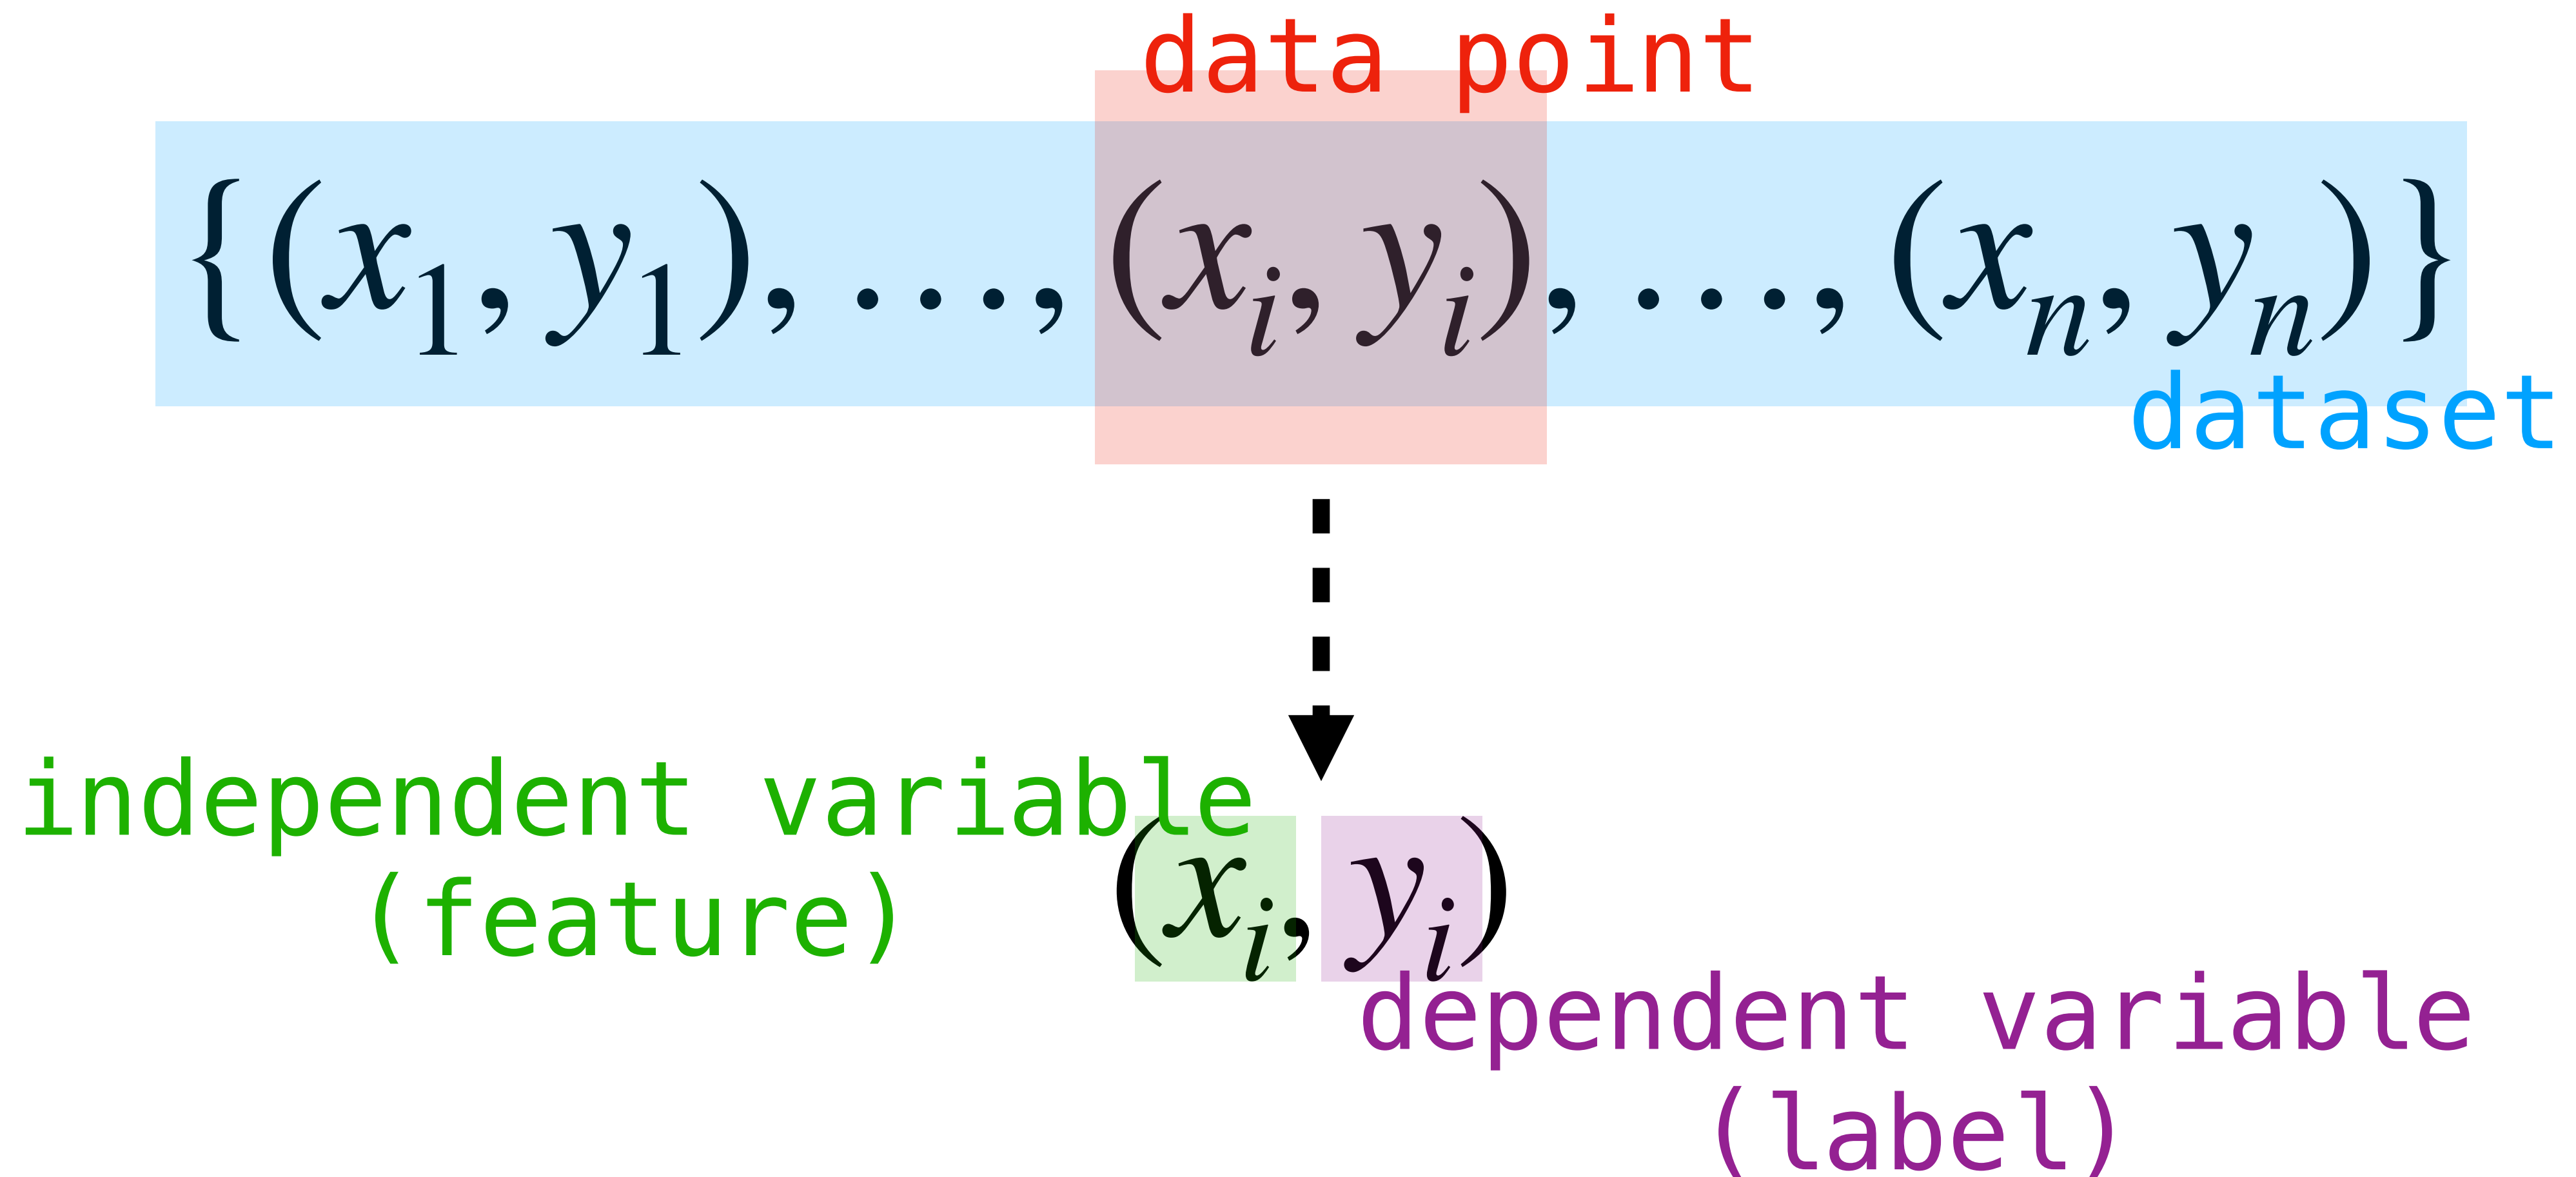 data point
{(x₁, y₁), …, (xᵢ, yᵢ), …, (xₙ, yₙ)}
dataset
independent variable
(feature)
(xᵢ, yᵢ)
dependent variable
(label)